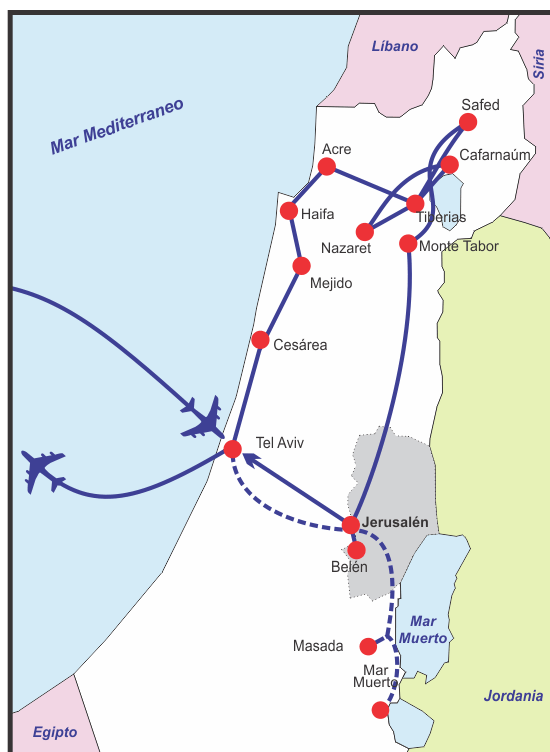 Líbano
Siria
Mar Mediterraneo
Safed
Acre
Cafarnaúm
Haifa
Tiberias
Nazaret
Monte Tabor
Mejido
Cesárea
Tel Aviv
Jerusalén
Belén
Mar
Muerto
Masada
Mar
Muerto
Jordania
Egipto